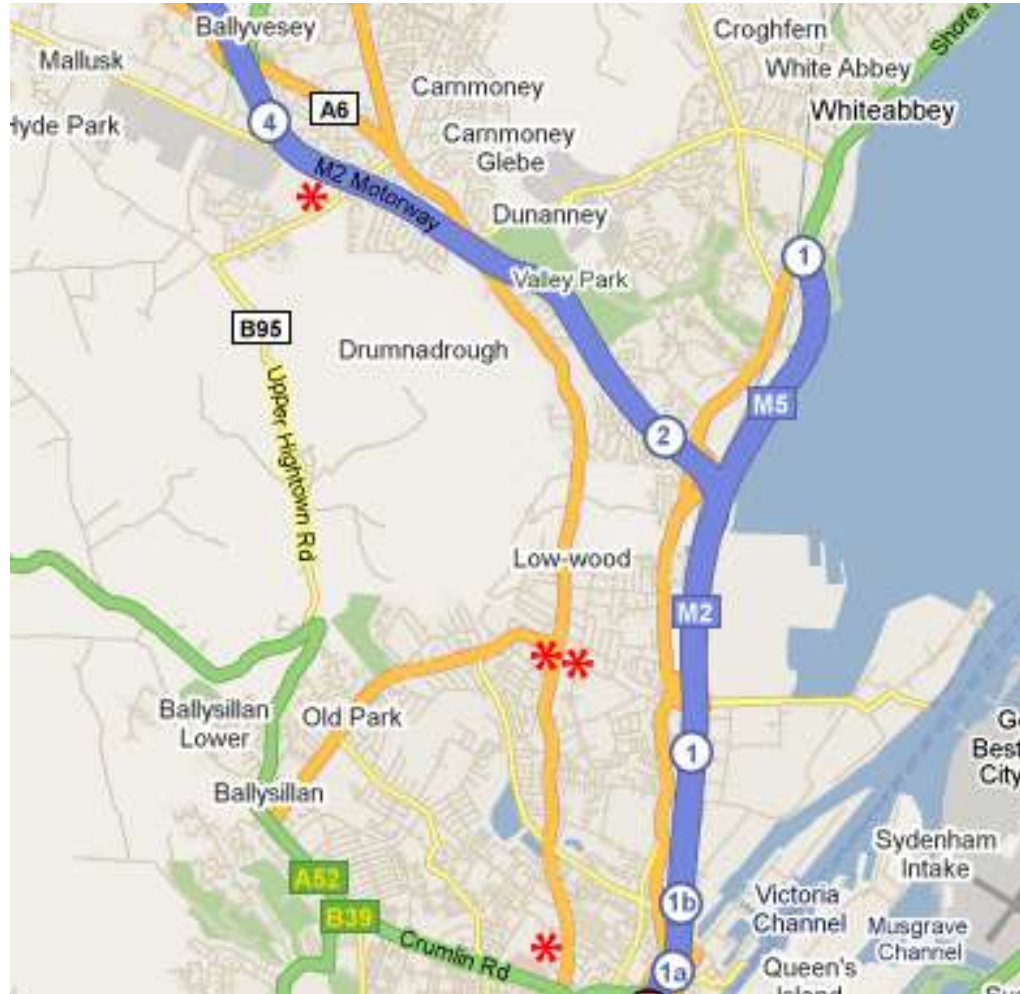 Ballyvesey
Croghfern
Shore
Mallusk
White Abbey
Carnmoney
A6
Whiteabbey
4
Hyde Park
Carnmoney
Glebe
M2 Motorway
Dunanney
1
Valley Park
B95
Drumnadrough
M5
Upper Hightown Rd
2
Low-wood
M2
Ballysillan
Lower
Old Park
G
Best
City
1
Ballysillan
Sydenham
Intake
A52
1b
Victoria
Channel
B39
Musgrave
Channel
Crumlin Rd
1a
Queen's
Island